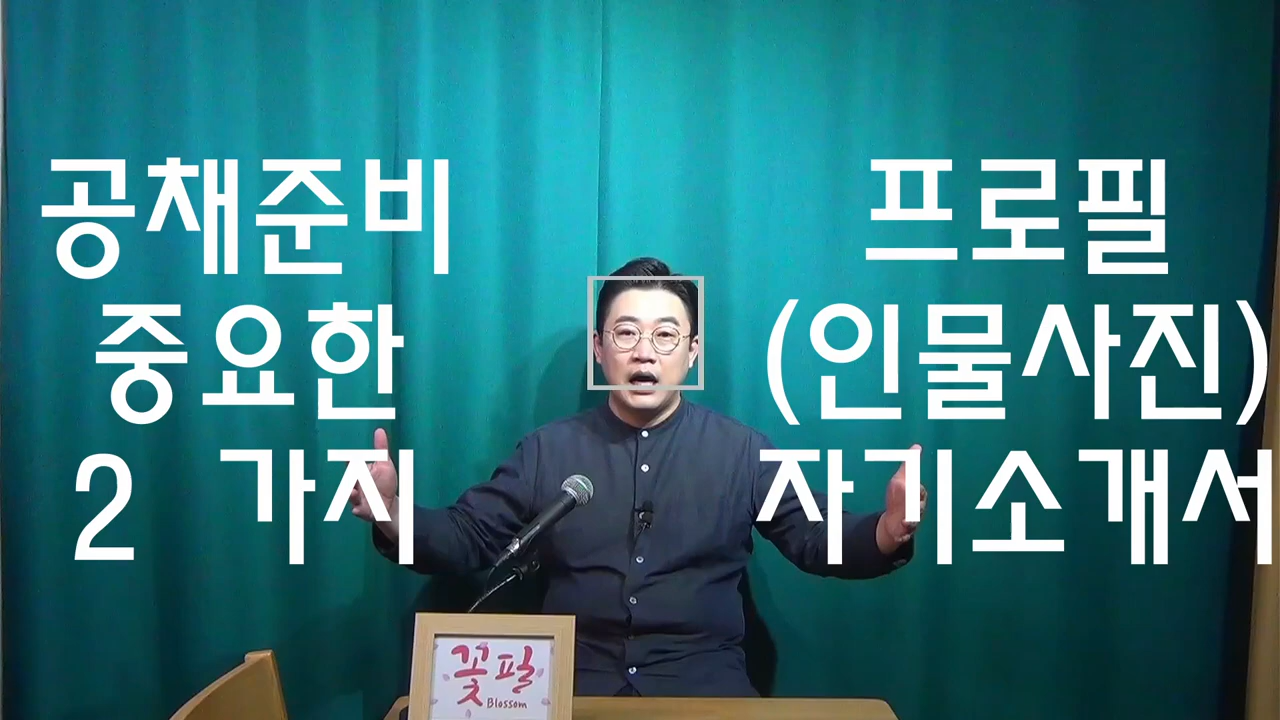 공채준비
중요한
2 가지
프로필
(인물사진)
자기소개서
꽃필
Blossom